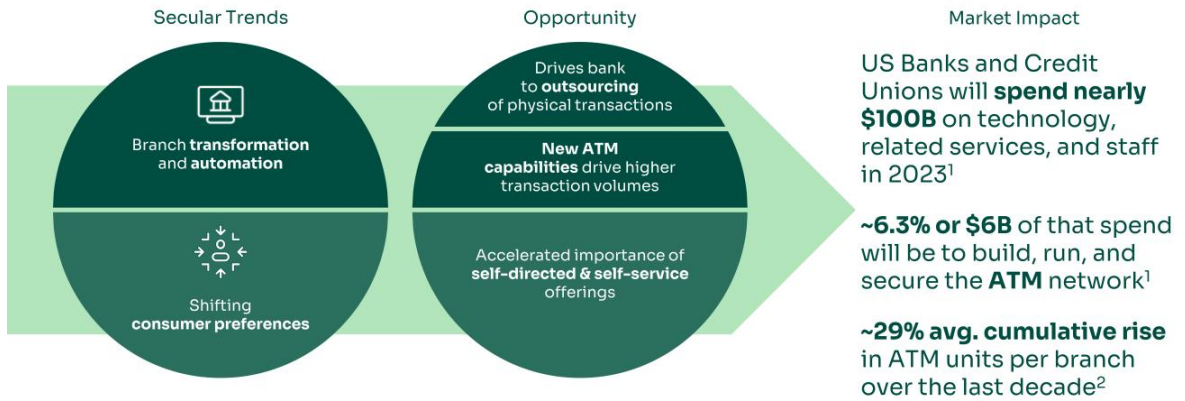 Secular Trends
Opportunity
Market Impact
Branch transformation
and automation
Shifting
consumer preferences
Drives bank
to outsourcing
of physical transactions
New ATM
capabilities drive higher
transaction volumes
Accelerated importance of
self-directed & self-service
offerings
US Banks and Credit
Unions will spend nearly
$100B on technology,
related services, and staff
in 2023¹
~6.3% or $6B of that spend
will be to build, run, and
secure the ATM network¹
~29% avg. cumulative rise
in ATM units per branch
over the last decade²